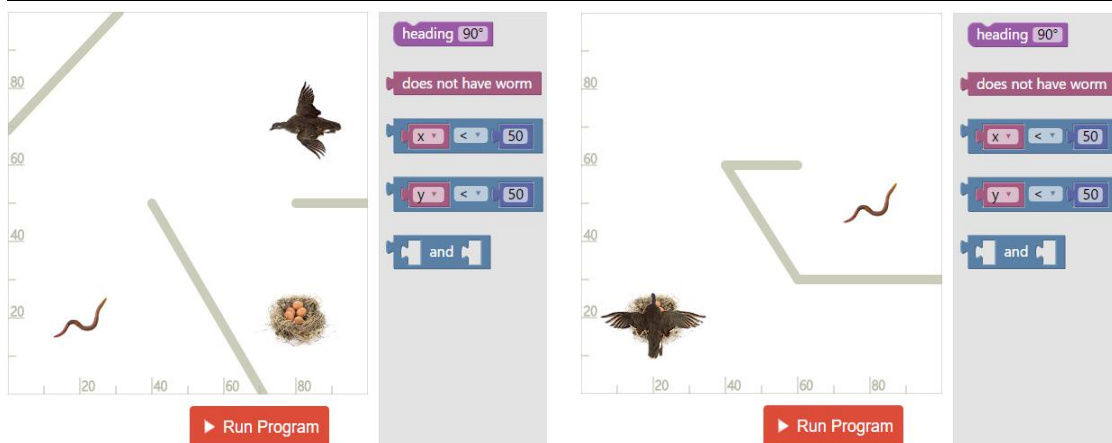 heading 90°
does not have worm
x < 50
y < 50
and
80
60
40
20
20 40 60 80
Run Program
heading 90°
does not have worm
x < 50
y < 50
and
80
60
40
20
20 40 60 80
Run Program